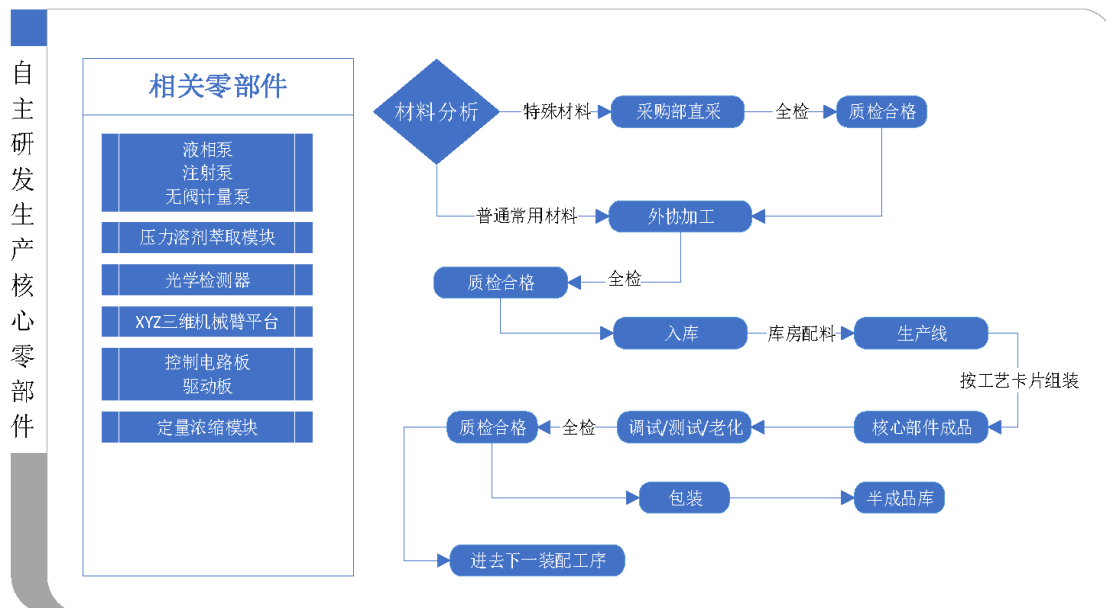 自主研发生产核心零部件
相关零部件
液相泵
注射泵
无阀计量泵
压力溶剂萃取模块
光学检测器
XYZ三维机械臂平台
控制电路板
驱动板
定量浓缩模块
材料分析
特殊材料
采购部直采
全检
质检合格
普通常用材料
外协加工
质检合格
全检
入库
库房配料
生产线
按工艺卡片组装
质检合格
全检
调试/测试/老化
核心部件成品
包装
半成品库
进去下一装配工序